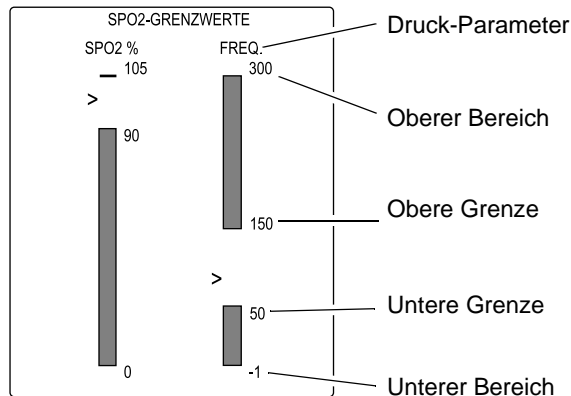 SPO2-GRENZWERTE
Druck-Parameter
SPO2 %
FREQ.
105
300
>
Oberer Bereich
90
150
Obere Grenze
>
50
Untere Grenze
0
-1
Unterer Bereich